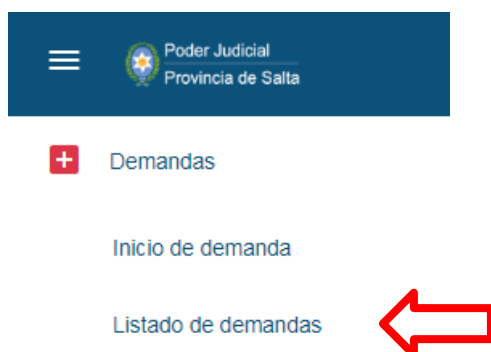 Poder Judicial
Provincia de Salta
Demandas
Inicio de demanda
Listado de demandas